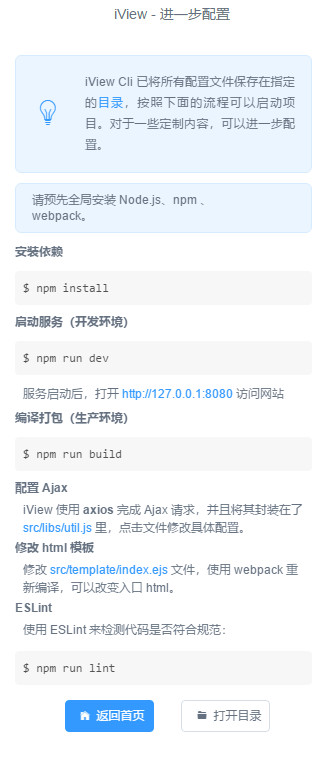 iView - 进一步配置
iView Cli 已将所有配置文件保存在指定
的目录，按照下面的流程可以启动项
目。对于一些定制内容，可以进一步配
置。
请预先全局安装 Node.js、npm 、
webpack。
安装依赖
$ npm install
启动服务（开发环境）
$ npm run dev
服务启动后，打开 http://127.0.0.1:8080 访问网站
编译打包（生产环境）
$ npm run build
配置 Ajax
iView 使用 axios 完成 Ajax 请求，并且将其封装在了
src/libs/util.js 里，点击文件修改具体配置。
修改 html 模板
修改 src/template/index.ejs 文件，使用 webpack 重
新编译，可以改变入口 html。
ESLint
使用 ESLint 来检测代码是否符合规范：
$ npm run lint
返回首页 打开目录